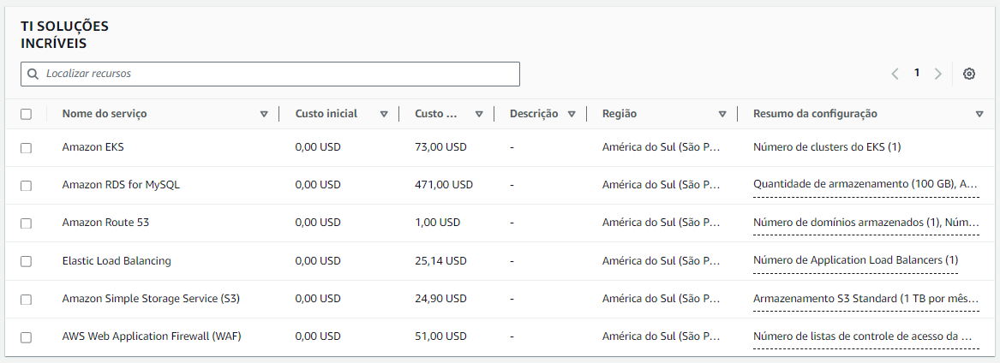 TI SOLUÇÕES
INCRÍVEIS
Localizar recursos
1
Nome do serviço Custo inicial Custo ... Descrição Região Resumo da configuração
Amazon EKS 0,00 USD 73,00 USD - América do Sul (São P... Número de clusters do EKS (1)
Amazon RDS for MySQL 0,00 USD 471,00 USD - América do Sul (São P... Quantidade de armazenamento (100 GB), A...
Amazon Route 53 0,00 USD 1,00 USD - América do Sul (São P... Número de domínios armazenados (1), Núm...
Elastic Load Balancing 0,00 USD 25,14 USD - América do Sul (São P... Número de Application Load Balancers (1)
Amazon Simple Storage Service (S3) 0,00 USD 24,90 USD - América do Sul (São P... Armazenamento S3 Standard (1 TB por mês...
AWS Web Application Firewall (WAF) 0,00 USD 51,00 USD - América do Sul (São P... Número de listas de controle de acesso da ...